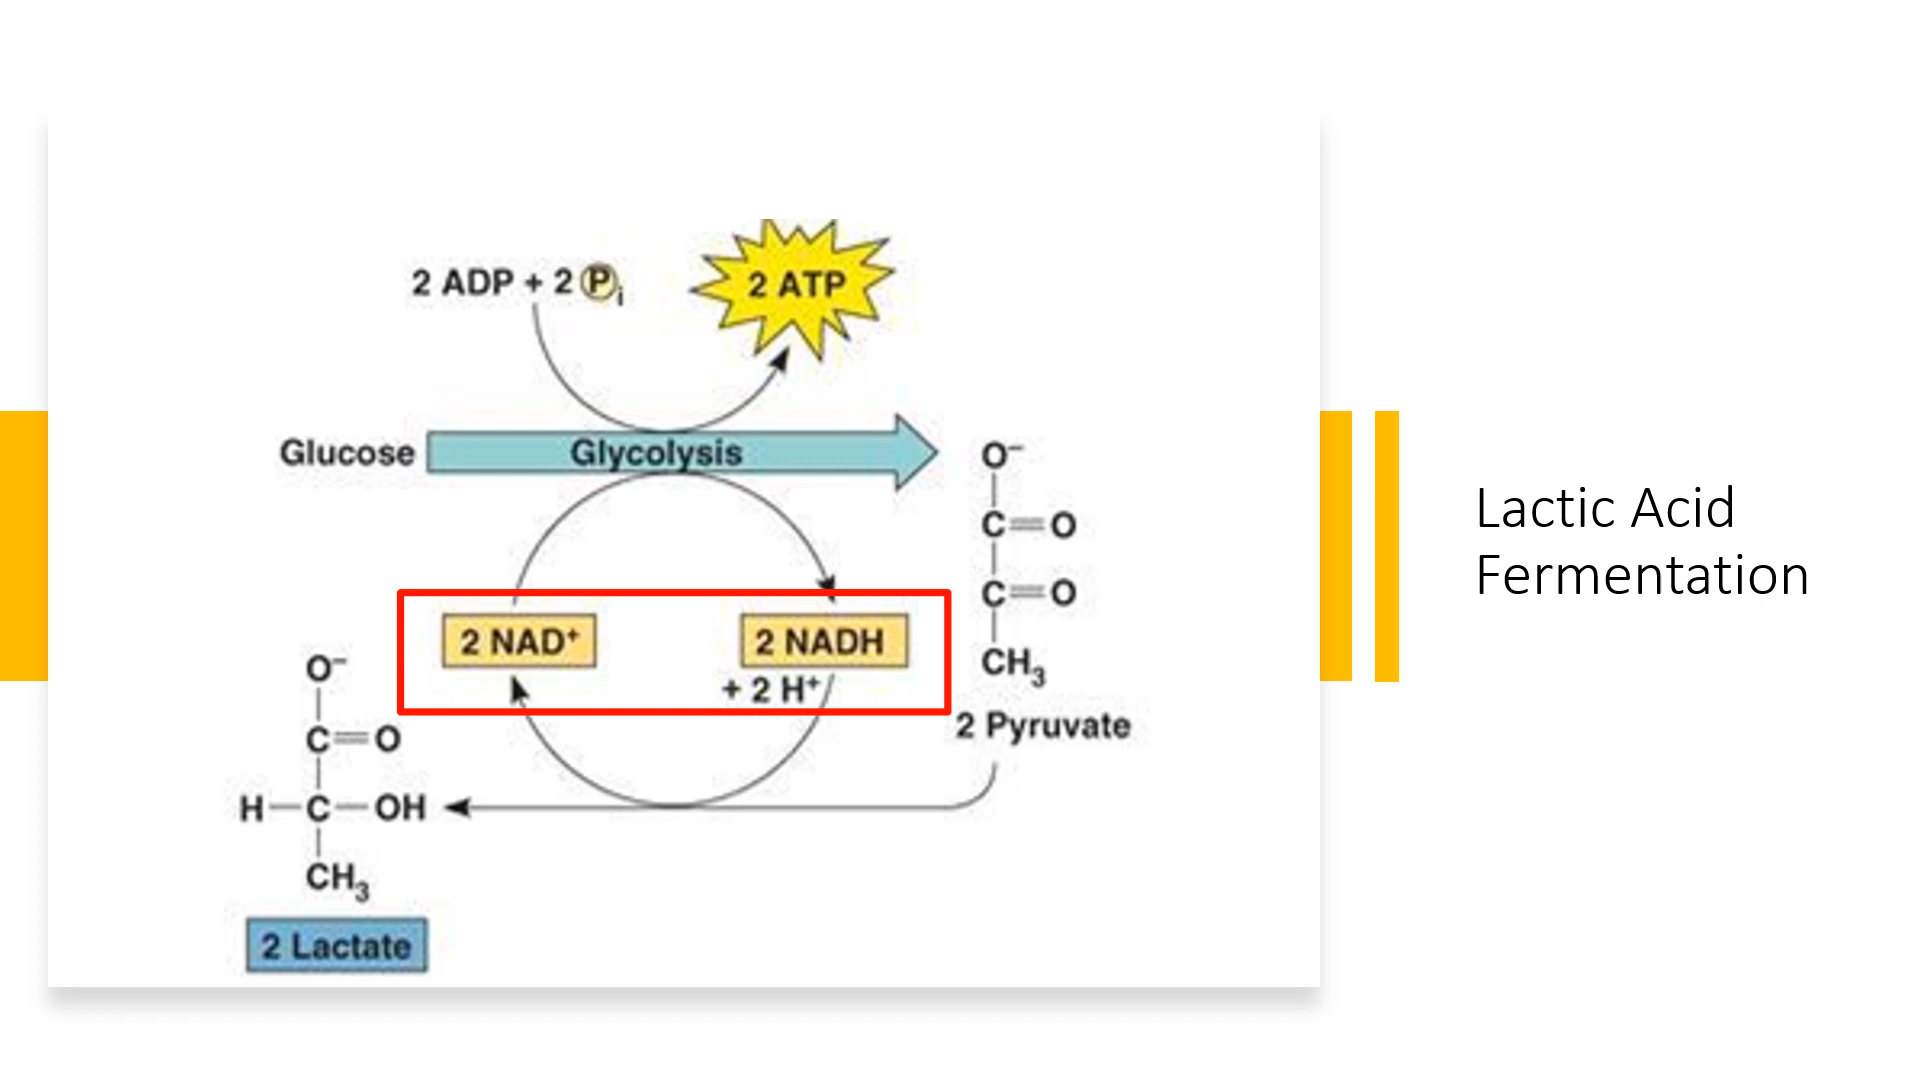 2 ADP + 2 Pi
2 ATP
Glucose
Glycolysis
O−
C=O
C=O
CH3
2 Pyruvate
2 NAD+
2 NADH
+ 2 H+
O−
C=O
H−C−OH
CH3
2 Lactate
Lactic Acid
Fermentation